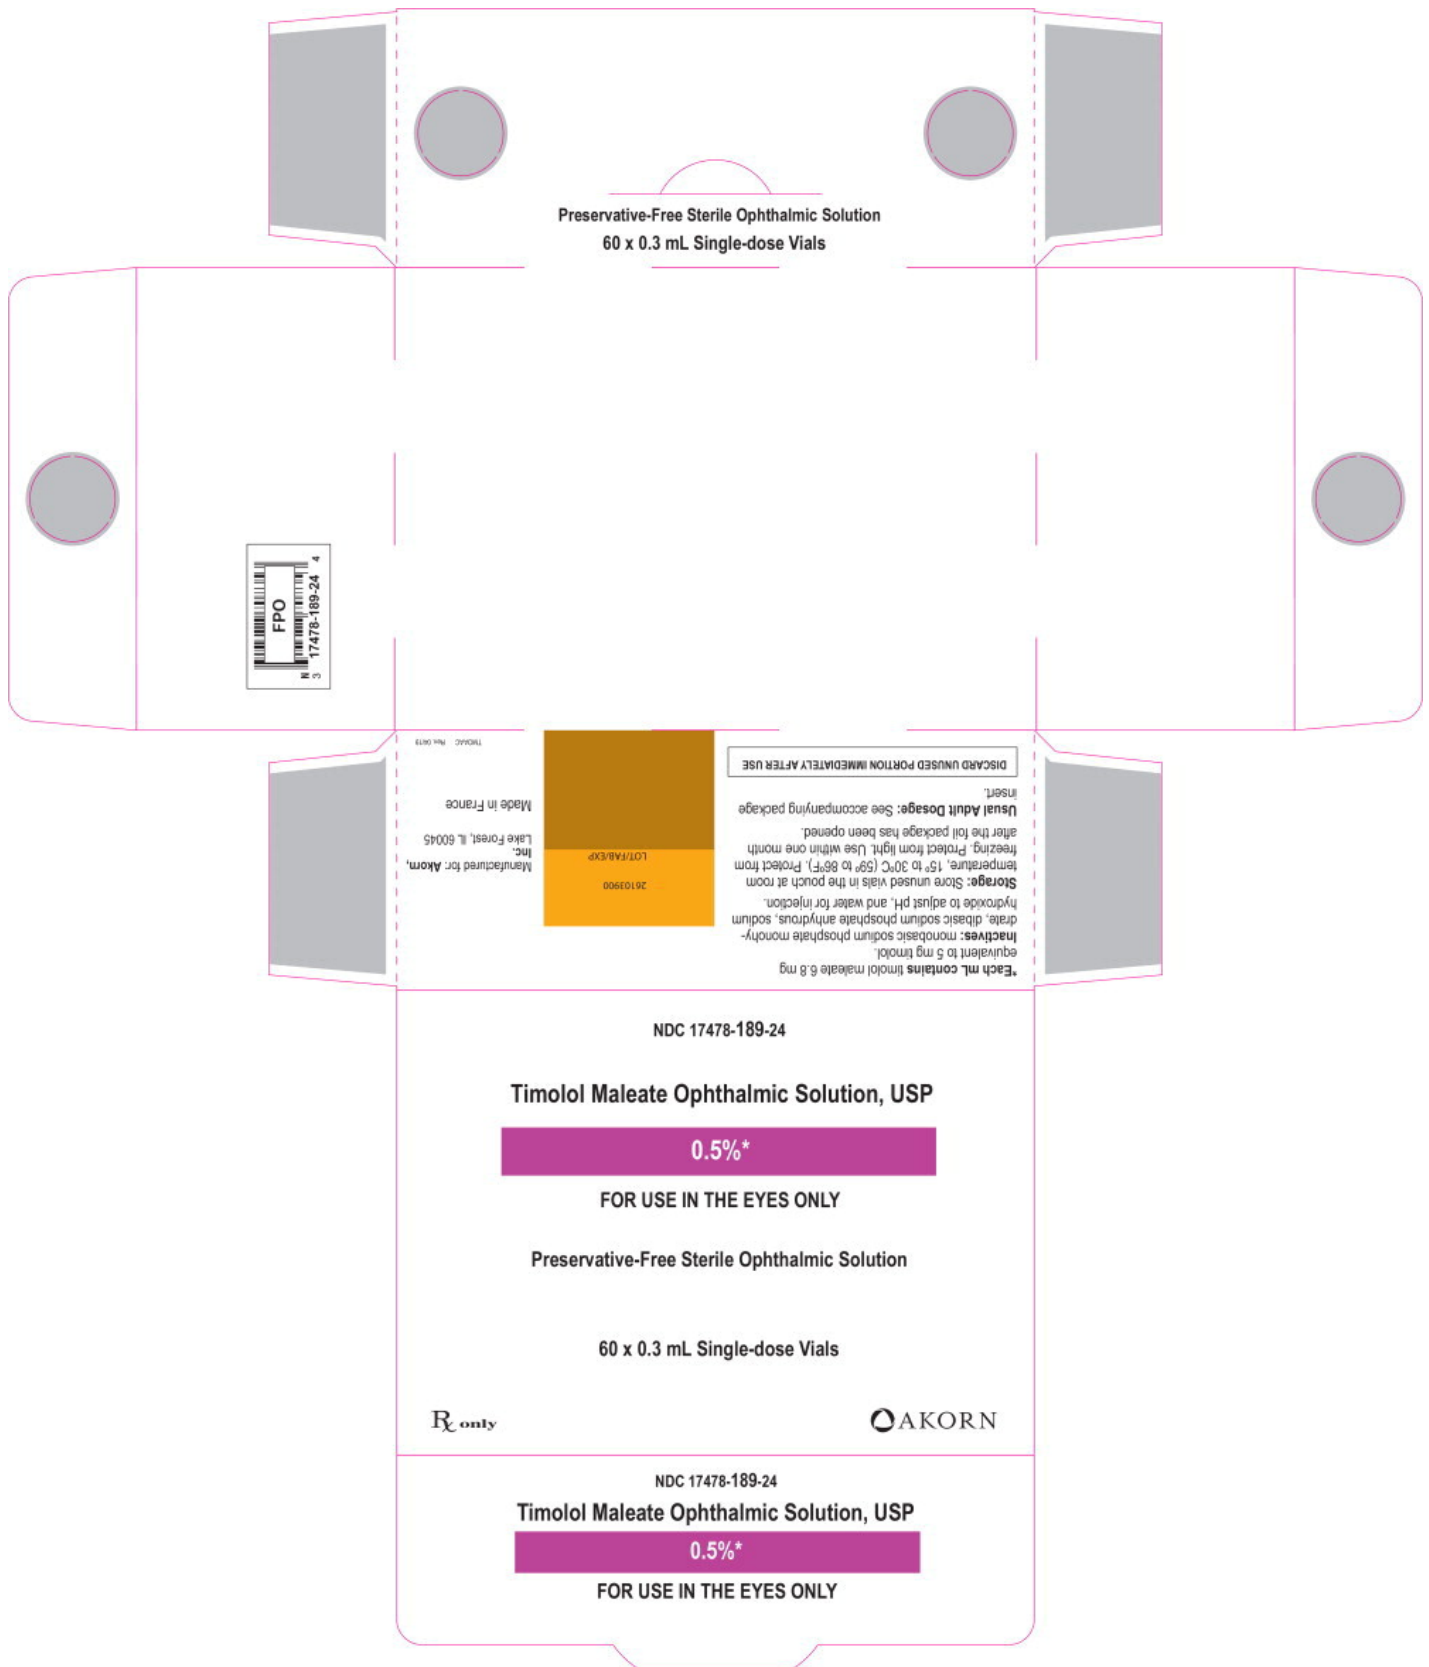 Preservative-Free Sterile Ophthalmic Solution
60 x 0.3 mL Single-dose Vials
FPO
N
3 17478-189-24 4
*Each mL contains timolol maleate 6.8 mg
equivalent to 5 mg timolol.
Inactives: monobasic sodium phosphate monohy-
drate, dibasic sodium phosphate anhydrous, sodium
hydroxide to adjust pH, and water for injection.
Storage: Store unused vials in the pouch at room
temperature, 15° to 30°C (59° to 86°F). Protect from
freezing. Protect from light. Use within one month
after the foil package has been opened.
Usual Adult Dosage: See accompanying package
insert.
DISCARD UNUSED PORTION IMMEDIATELY AFTER USE
26103900
LOT/FAB/EXP
Manufactured for: Akorn,
Inc.
Lake Forest, IL 60045
Made in France
Rev. 04/19
NDC 17478-189-24
Timolol Maleate Ophthalmic Solution, USP
0.5%*
FOR USE IN THE EYES ONLY
Preservative-Free Sterile Ophthalmic Solution
60 x 0.3 mL Single-dose Vials
Rx only
AKORN
NDC 17478-189-24
Timolol Maleate Ophthalmic Solution, USP
0.5%*
FOR USE IN THE EYES ONLY